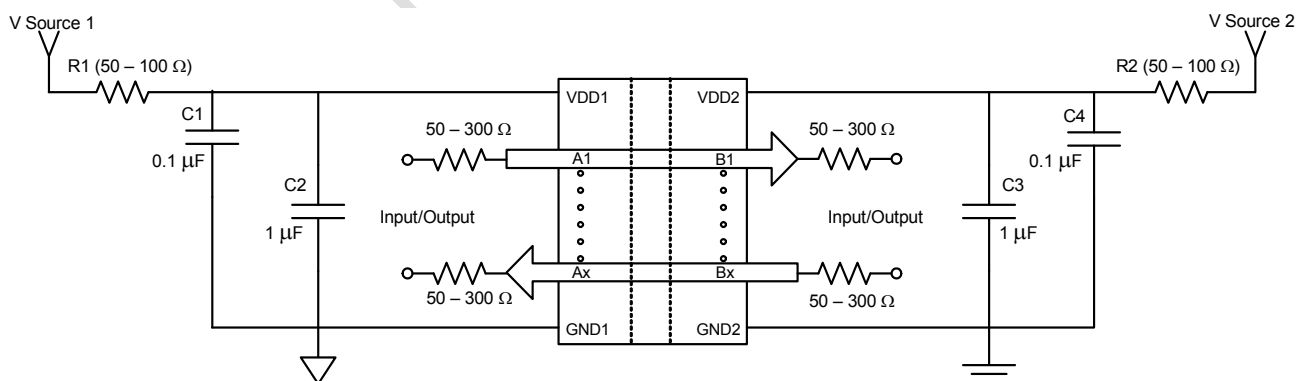 V Source 1
V Source 2
R1 (50 – 100 Ω)
R2 (50 – 100 Ω)
VDD1
VDD2
C1
C4
50 – 300 Ω
50 – 300 Ω
0.1 μF
A1
B1
0.1 μF
C2
C3
Input/Output
Input/Output
1 μF
1 μF
Ax
Bx
50 – 300 Ω
50 – 300 Ω
GND1
GND2